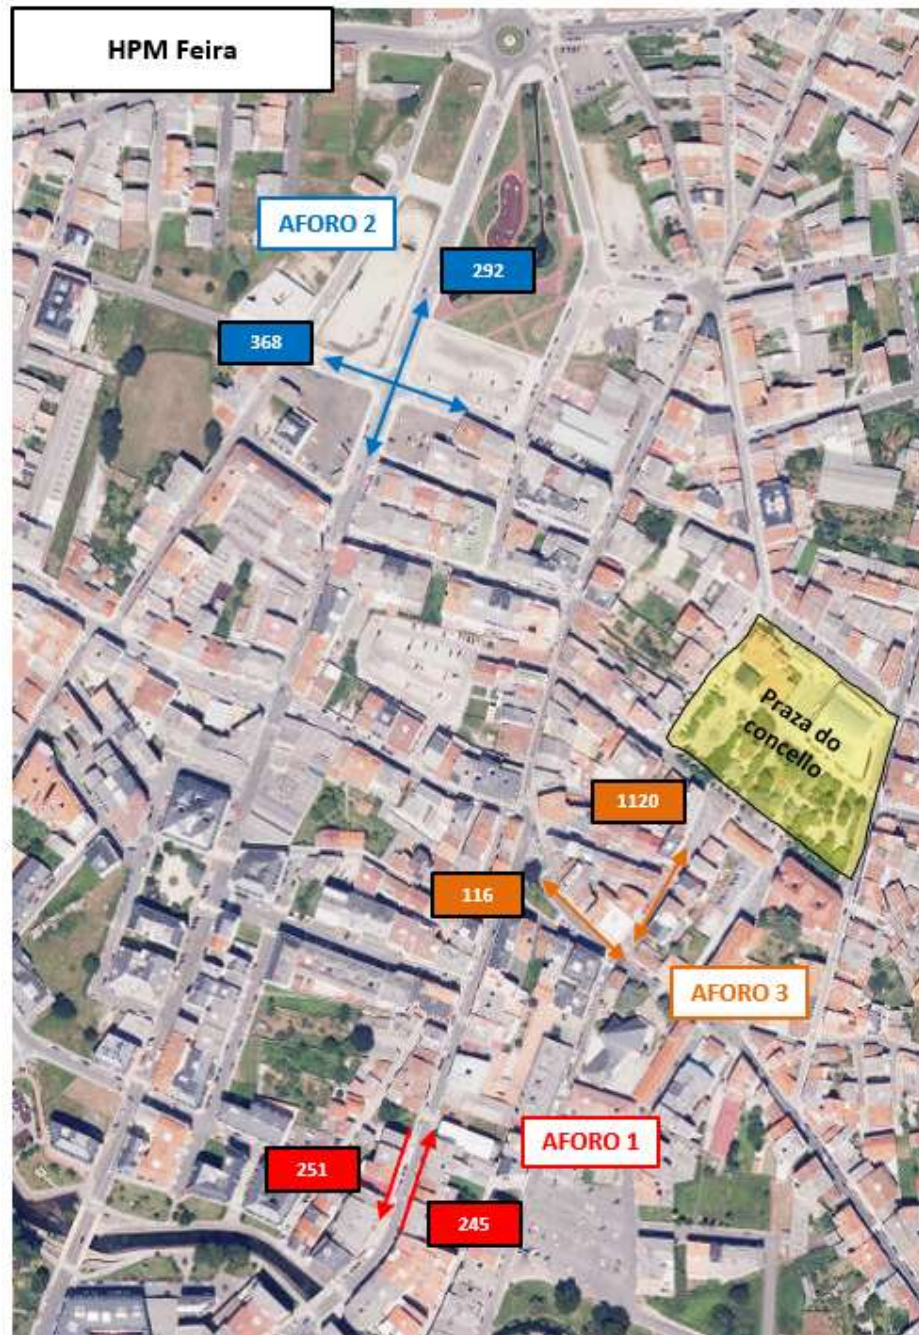 HPM Feira
AFORO 2
292
368
Praza do
concello
1120
116
AFORO 3
AFORO 1
251
245